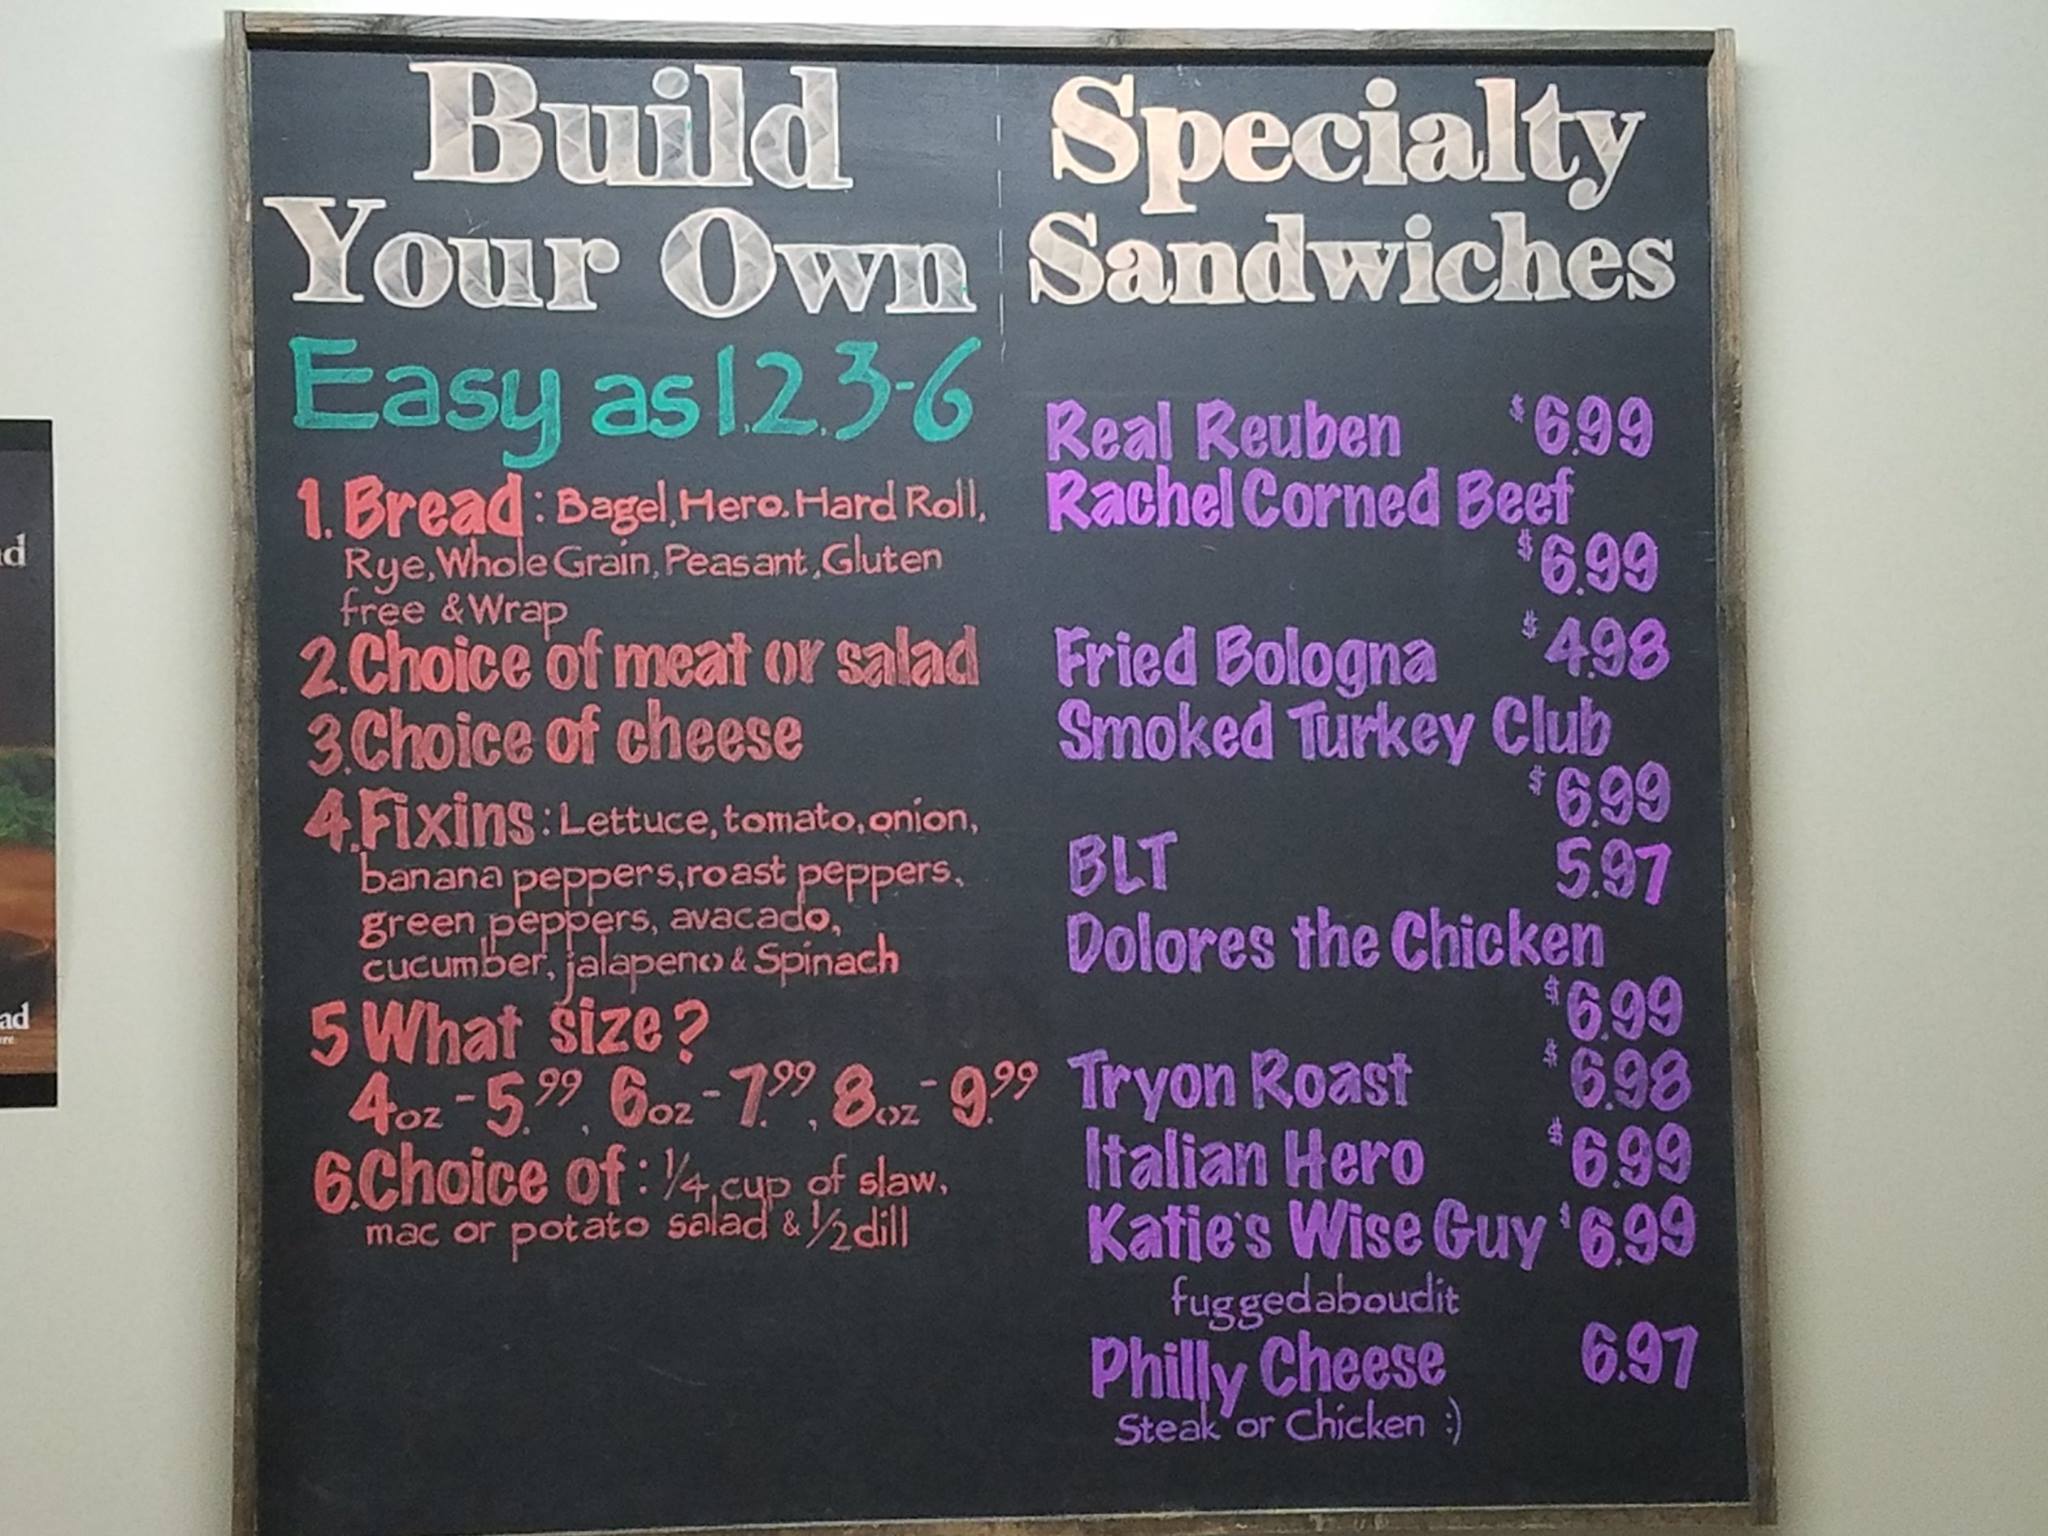 Build
Your Own
Easy as 1.2.3-6
1. Bread: Bagel, Hero. Hard Roll,
Rye, Whole Grain, Peasant, Gluten
free & Wrap
2. Choice of meat or salad
3. Choice of cheese
4. Fixins: Lettuce, tomato, onion,
banana peppers, roast peppers,
green peppers, avacado,
cucumber, jalapeno & Spinach
5 What size?
4oz - 5.99, 6oz - 7.99, 8oz - 9.99
6. Choice of: 1/4 cup of slaw,
mac or potato salad & 1/2 dill
Specialty
Sandwiches
Real Reuben $6.99
Rachel Corned Beef
$6.99
Fried Bologna $4.98
Smoked Turkey Club
$6.99
BLT 5.97
Dolores the Chicken
$6.99
Tryon Roast $6.98
Italian Hero $6.99
Katie's Wise Guy $6.99
fuggedaboudit
Philly Cheese 6.97
Steak or Chicken :)